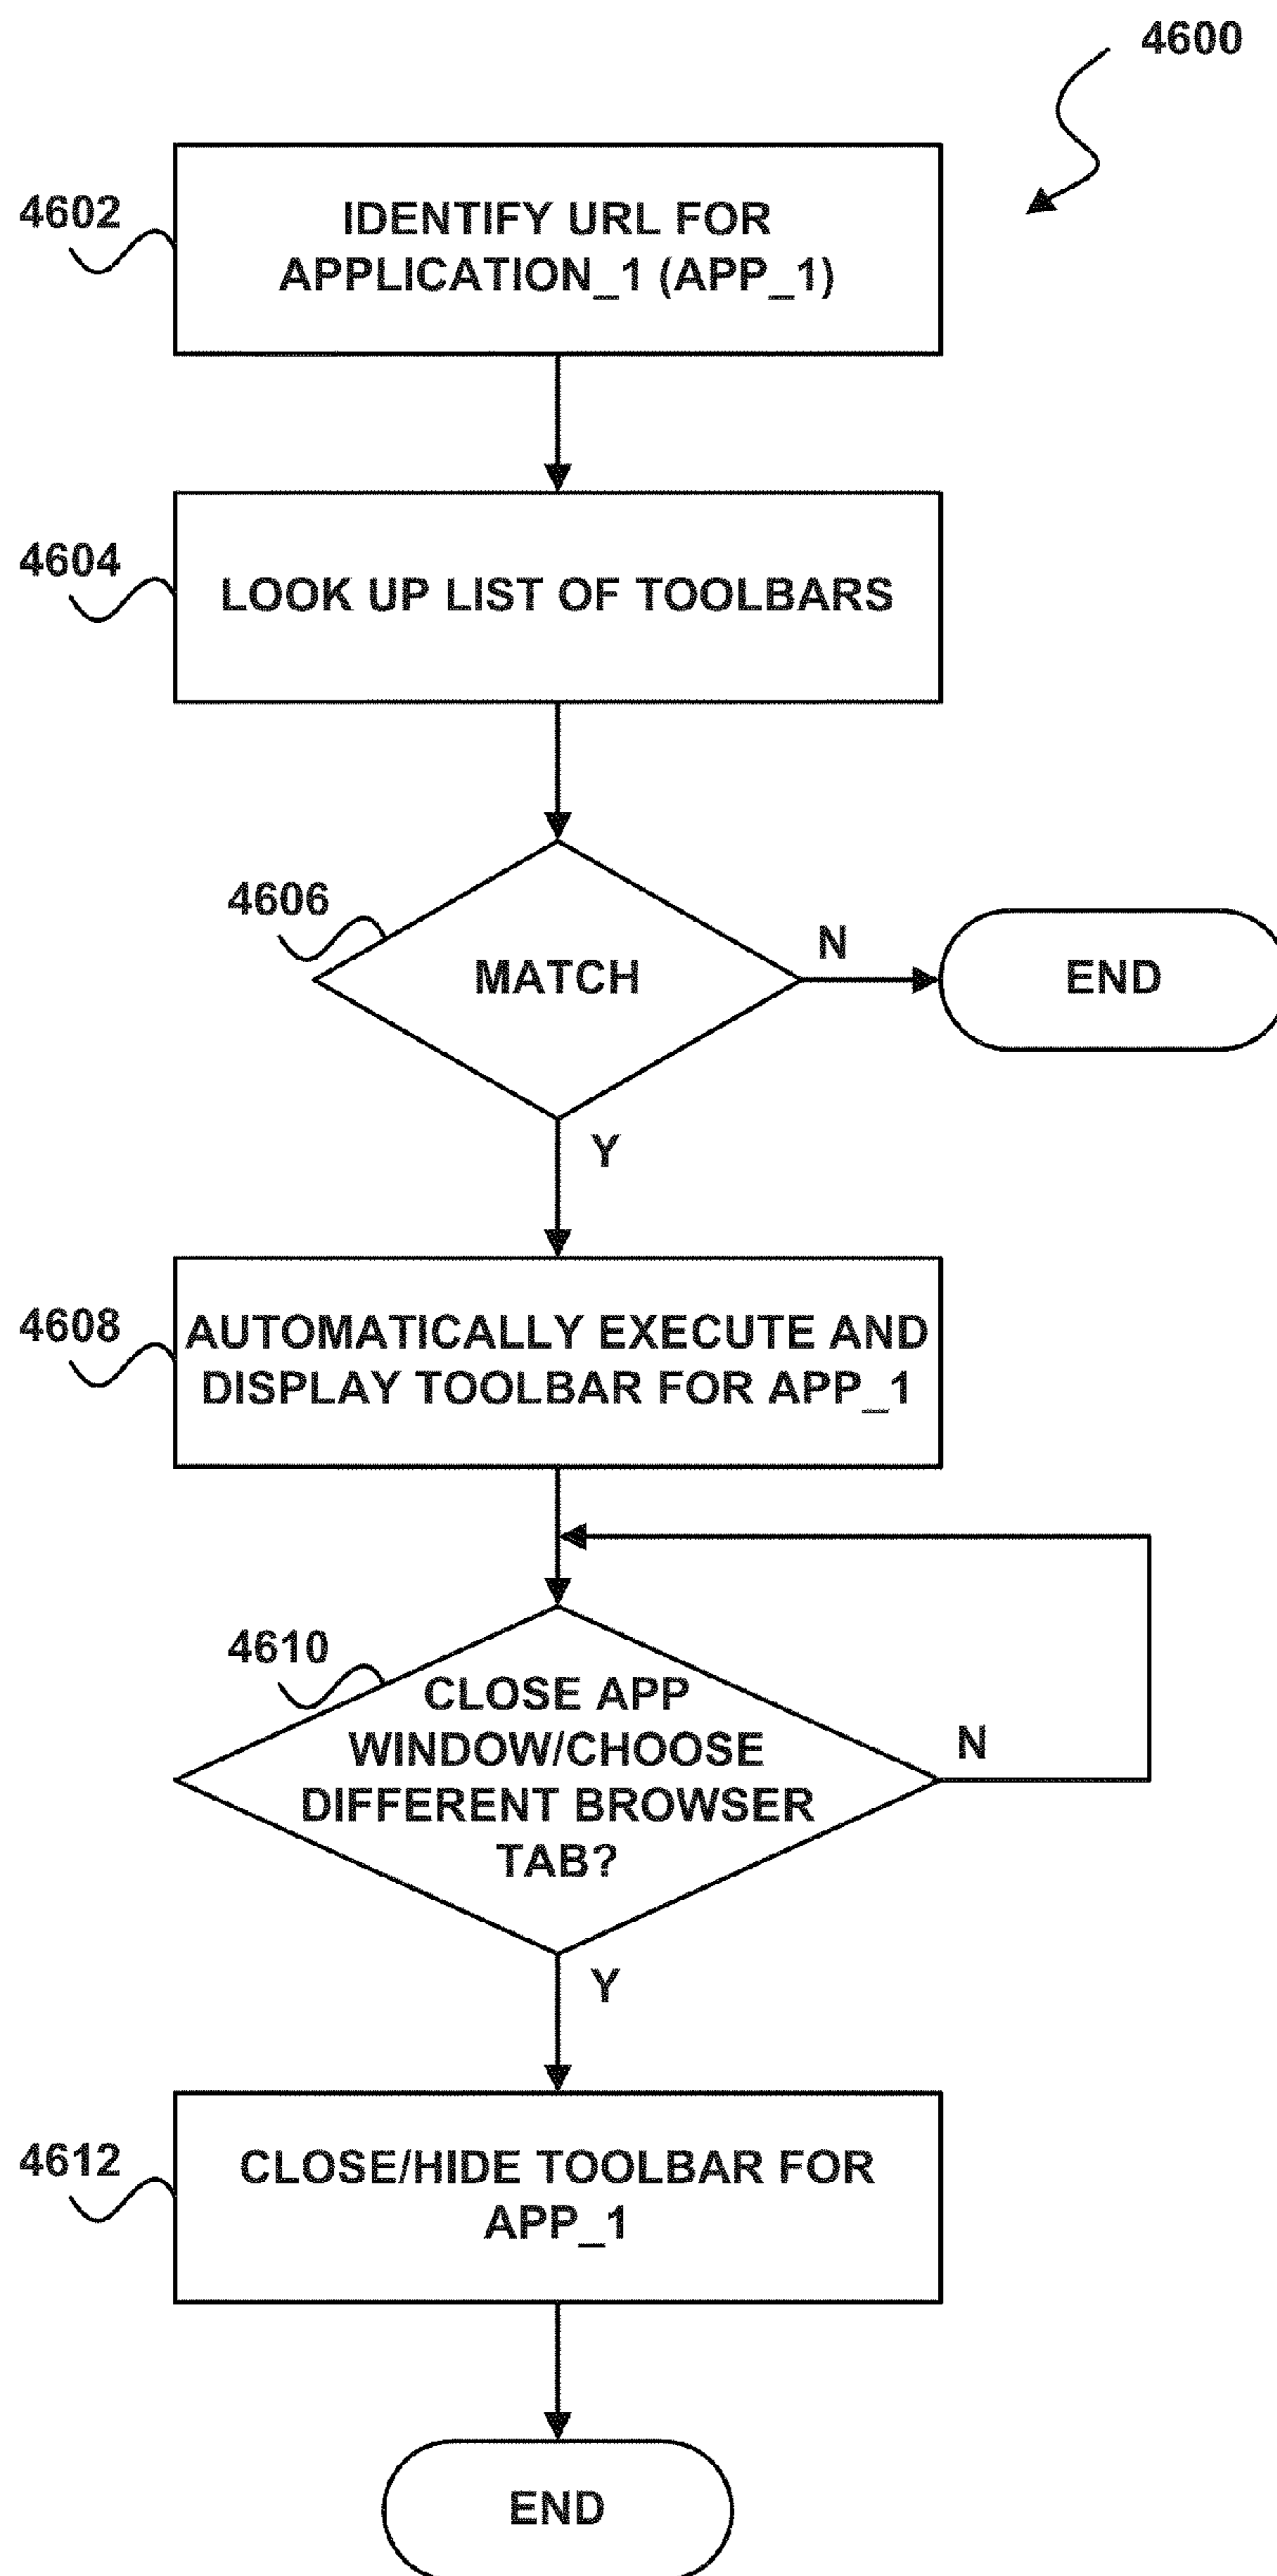 4600
4602
IDENTIFY URL FOR
APPLICATION_1 (APP_1)
4604
LOOK UP LIST OF TOOLBARS
4606
MATCH
N
END
Y
4608
AUTOMATICALLY EXECUTE AND
DISPLAY TOOLBAR FOR APP_1
4610
CLOSE APP
WINDOW/CHOOSE
DIFFERENT BROWSER
TAB?
N
Y
4612
CLOSE/HIDE TOOLBAR FOR
APP_1
END